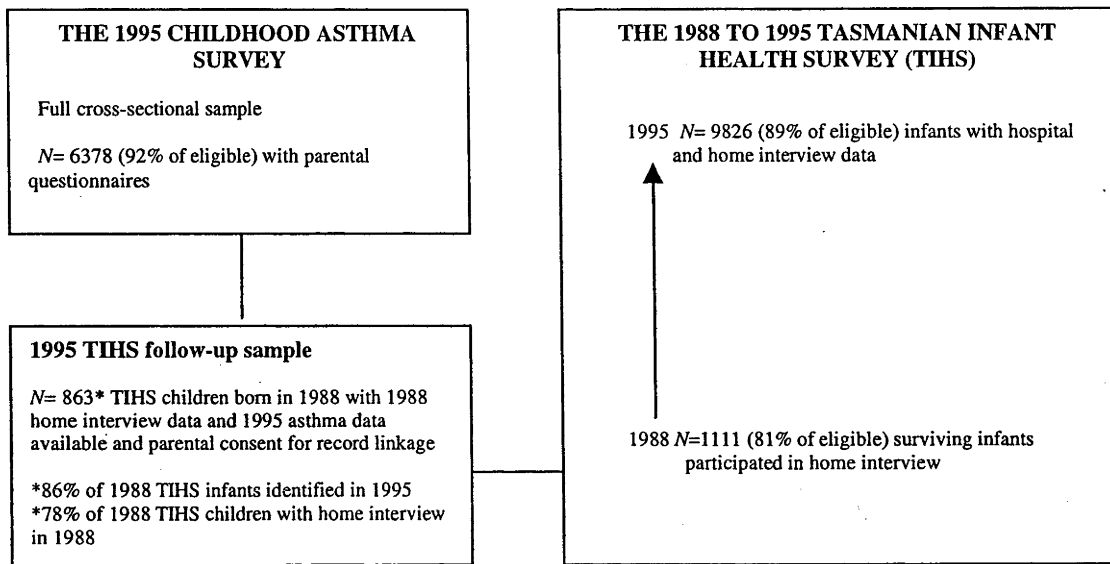 THE 1995 CHILDHOOD ASTHMA
SURVEY
Full cross-sectional sample
N= 6378 (92% of eligible) with parental
questionnaires
1995 TIHS follow-up sample
N= 863* TIHS children born in 1988 with 1988
home interview data and 1995 asthma data
available and parental consent for record linkage
*86% of 1988 TIHS infants identified in 1995
*78% of 1988 TIHS children with home interview
in 1988
THE 1988 TO 1995 TASMANIAN INFANT
HEALTH SURVEY (TIHS)
1995 N= 9826 (89% of eligible) infants with hospital
and home interview data
1988 N=1111 (81% of eligible) surviving infants
participated in home interview